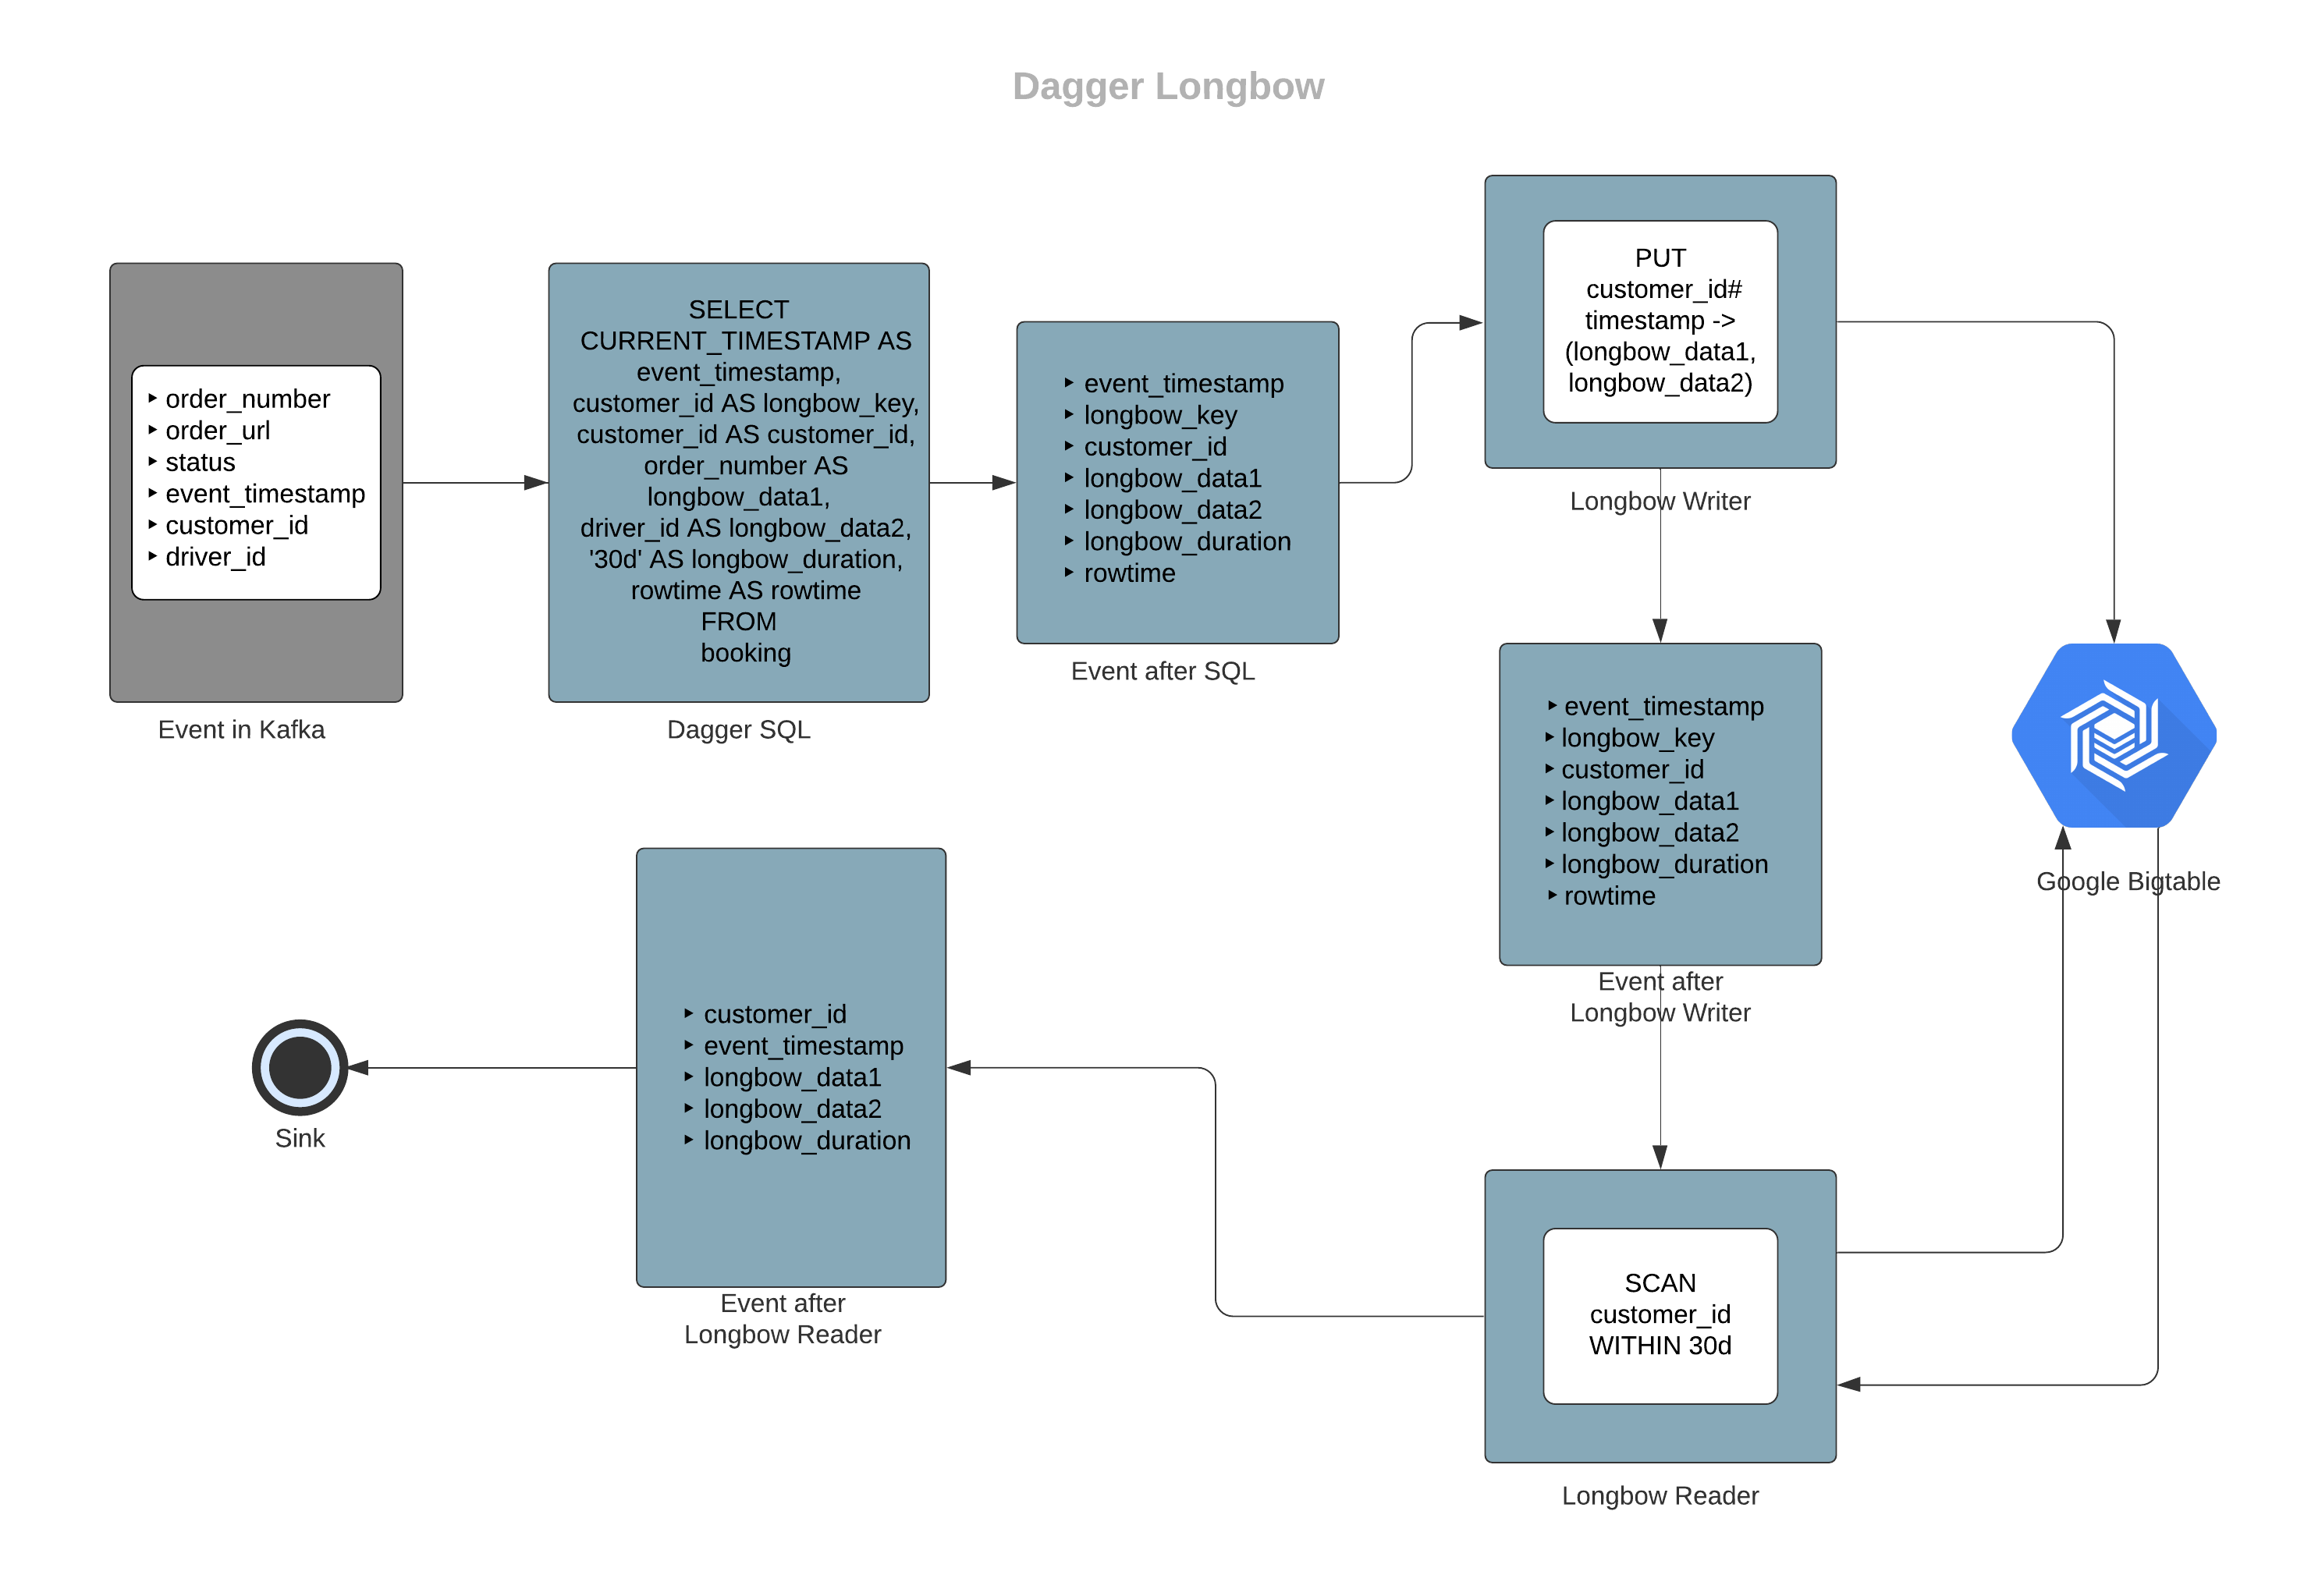 Dagger Longbow
order_number
order_url
status
event_timestamp
customer_id
driver_id
Event in Kafka
SELECT
CURRENT_TIMESTAMP AS
event_timestamp,
customer_id AS longbow_key,
customer_id AS customer_id,
order_number AS
longbow_data1,
driver_id AS longbow_data2,
'30d' AS longbow_duration,
rowtime AS rowtime
FROM
booking
Dagger SQL
event_timestamp
longbow_key
customer_id
longbow_data1
longbow_data2
longbow_duration
rowtime
Event after SQL
PUT
customer_id#
timestamp ->
(longbow_data1,
longbow_data2)
Longbow Writer
event_timestamp
longbow_key
customer_id
longbow_data1
longbow_data2
longbow_duration
rowtime
Event after
Longbow Writer
Google Bigtable
SCAN
customer_id
WITHIN 30d
Longbow Reader
customer_id
event_timestamp
longbow_data1
longbow_data2
longbow_duration
Event after
Longbow Reader
Sink